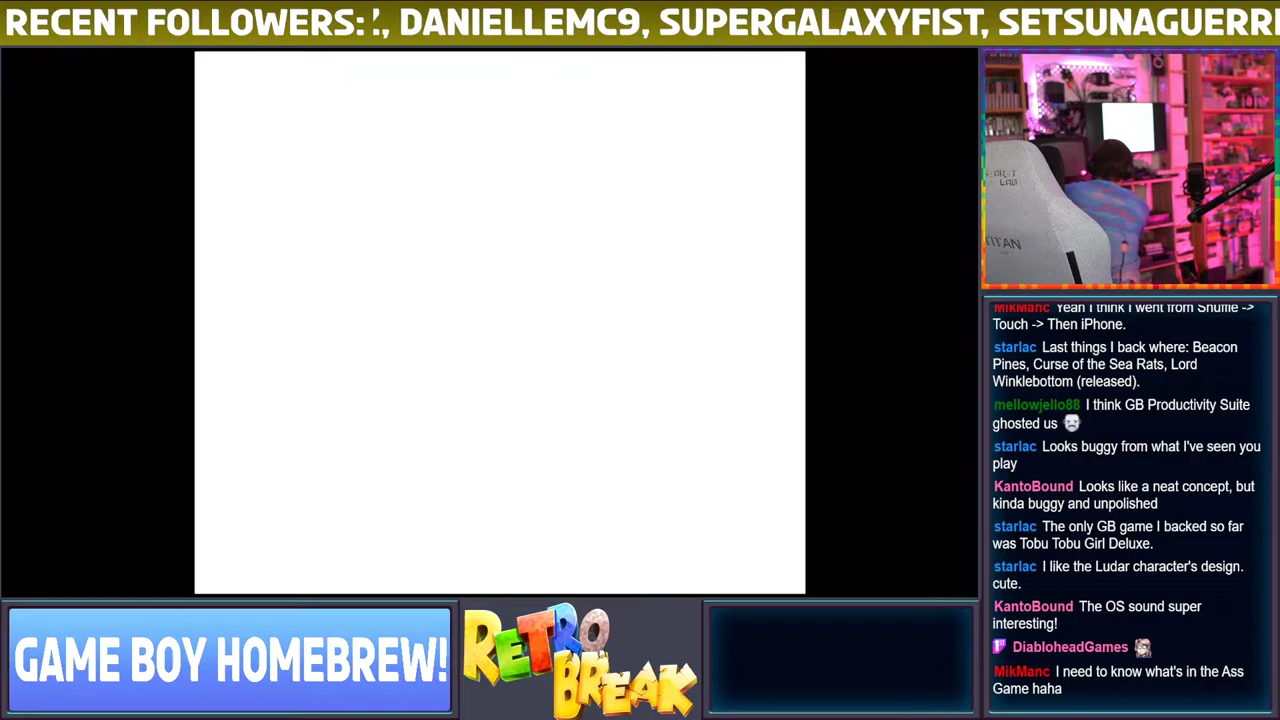 RECENT FOLLOWERS: !, DANIELLEMC9, SUPERGALAXYFIST, SETSUNAGUERR
SECRET
LAB
TITAN
MikManc Yeah I think I went from Shuffle ->
Touch -> Then iPhone.
starlac Last things I back where: Beacon
Pines, Curse of the Sea Rats, Lord
Winklebottom (released).
mellowjello88 I think GB Productivity Suite
ghosted us
starlac Looks buggy from what I've seen you
play
KantoBound Looks like a neat concept, but
kinda buggy and unpolished
starlac The only GB game I backed so far
was Tobu Tobu Girl Deluxe.
starlac I like the Ludar character's design.
cute.
KantoBound The OS sound super
interesting!
DiabloheadGames
MikManc I need to know what's in the Ass
Game haha
GAME BOY HOMEBREW!
RETRO
BREAK